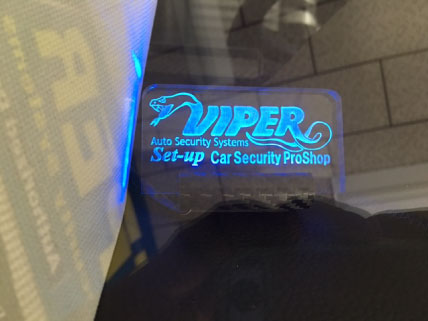 VIPER
Auto Security Systems
Set-up Car Security ProShop